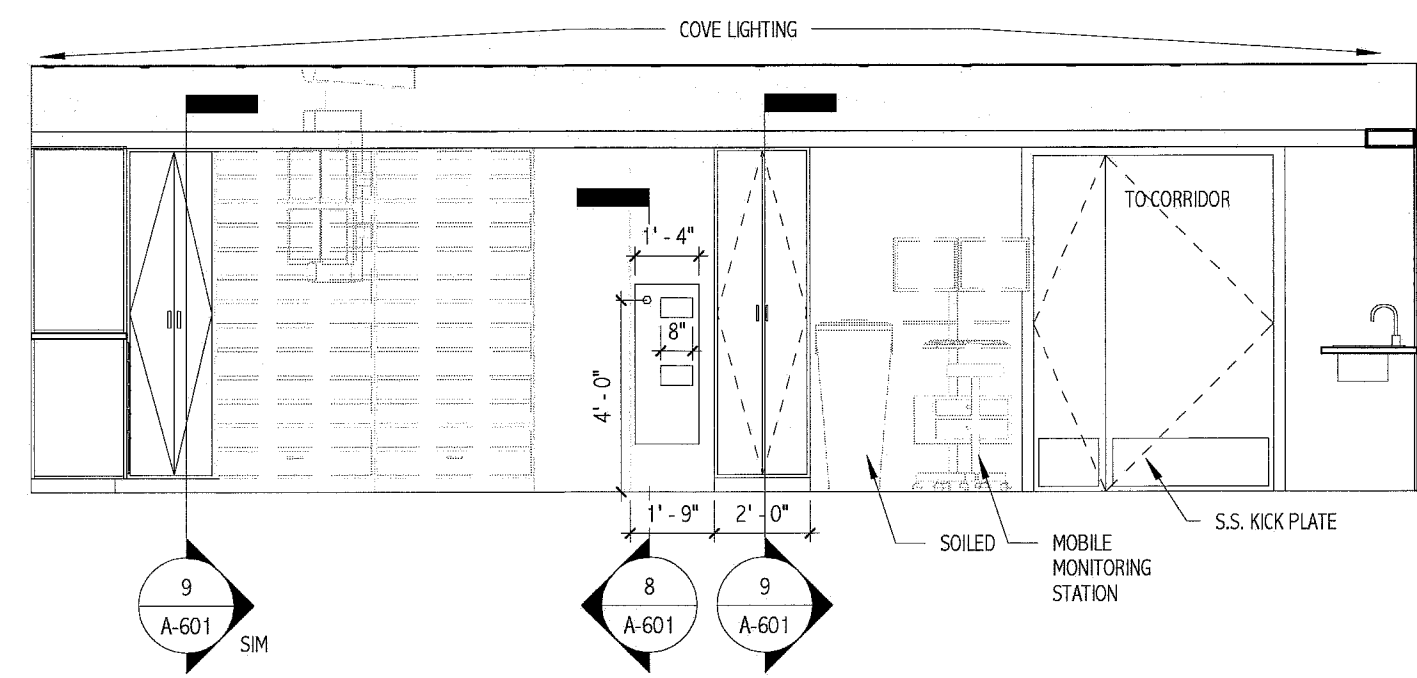 COVE LIGHTING
TO CORRIDOR
1' - 4"
8"
4' - 0"
1' - 9"
2' - 0"
SOILED
MOBILE
MONITORING
STATION
S.S. KICK PLATE
9
A-601
SIM
8
A-601
9
A-601